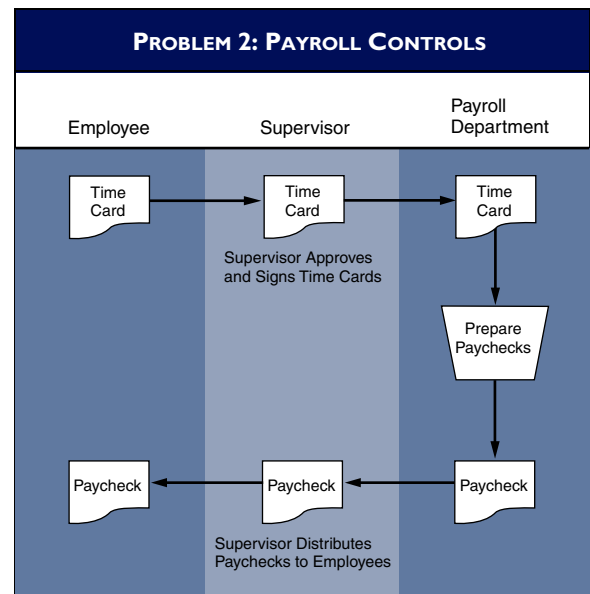 PROBLEM 2: PAYROLL CONTROLS
Employee
Supervisor
Payroll
Department
Time
Card
Time
Card
Time
Card
Supervisor Approves
and Signs Time Cards
Prepare
Paychecks
Paycheck
Paycheck
Paycheck
Supervisor Distributes
Paychecks to Employees